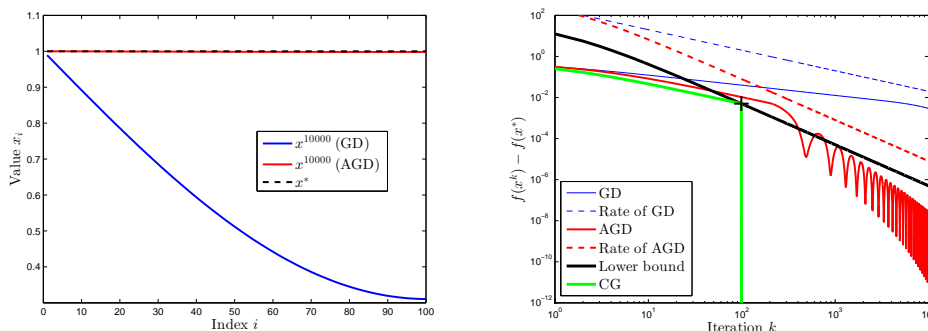 1.1
1
0.9
0.8
0.7
0.6
0.5
0.4
Value x_i
x^10000 (GD)
x^10000 (AGD)
x*
0 10 20 30 40 50 60 70 80 90 100
Index i
10^2
10^0
10^-2
10^-4
10^-6
10^-8
10^-10
10^-12
f(x^k) − f(x*)
GD
Rate of GD
AGD
Rate of AGD
Lower bound
CG
10^0 10^1 10^2 10^3 10^4
Iteration k